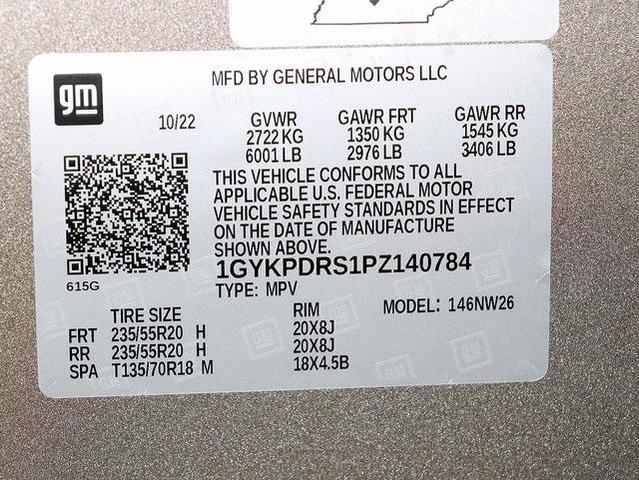 gm
MFD BY GENERAL MOTORS LLC
10/22
GVWR GAWR FRT GAWR RR
2722 KG 1350 KG 1545 KG
6001 LB 2976 LB 3406 LB
THIS VEHICLE CONFORMS TO ALL
APPLICABLE U.S. FEDERAL MOTOR
VEHICLE SAFETY STANDARDS IN EFFECT
ON THE DATE OF MANUFACTURE
SHOWN ABOVE.
1GYKPDRS1PZ140784
615G
TYPE: MPV
TIRE SIZE RIM MODEL: 146NW26
FRT 235/55R20 H 20X8J
RR 235/55R20 H 20X8J
SPA T135/70R18 M 18X4.5B